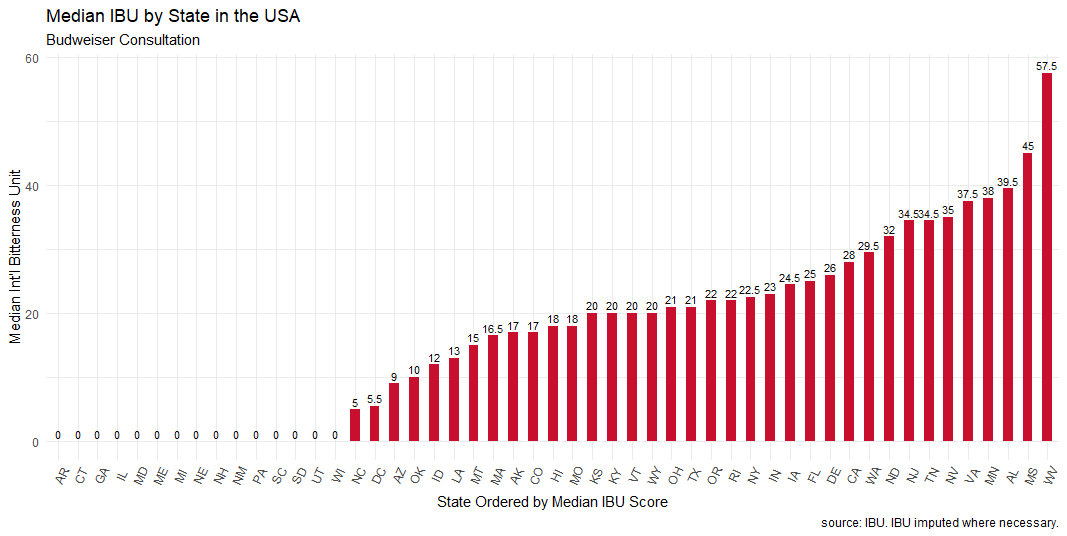 Median IBU by State in the USA
Budweiser Consultation
Median Int'l Bitterness Unit
60
40
20
0
0 0 0 0 0 0 0 0 0 0 0 0 0 0 0 5 5.5 9 10 12 13 15 16.5 17 17 18 18 20 20 20 20 21 21 22 22 22.5 23 24.5 25 26 28 29.5 32 34.5 34.5 35 37.5 38 39.5 45 57.5
AR CT GA IL MD ME MI NE NH NM PA SC SD UT WI NC DC AZ OK ID LA MT MA AK CO HI MO KS KY VT WY OH TX OR RI NY IN IA FL DE CA WA ND NJ TN NV VA MN AL MS WV
State Ordered by Median IBU Score
source: IBU. IBU imputed where necessary.